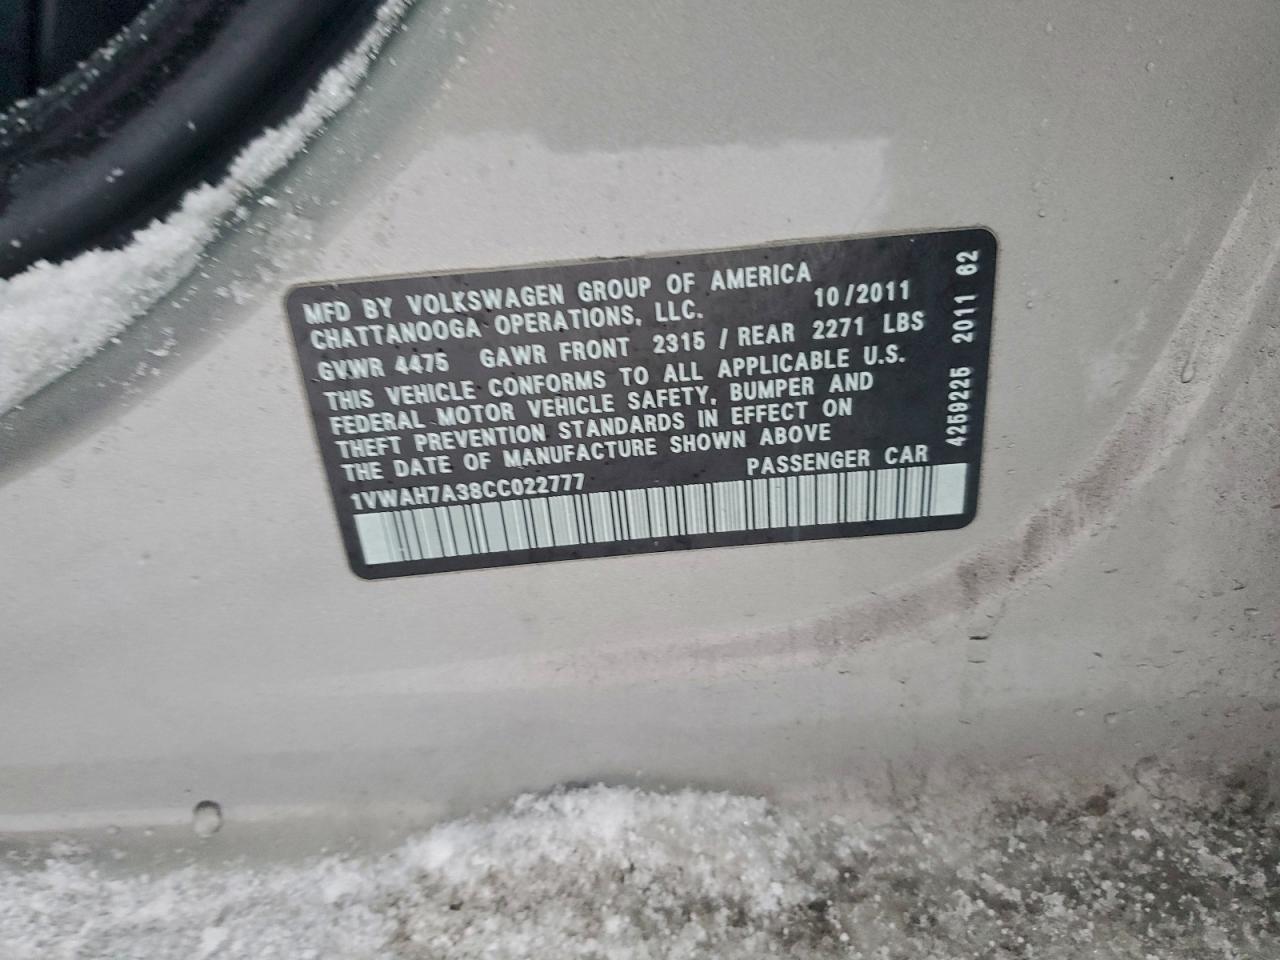 MFD BY VOLKSWAGEN GROUP OF AMERICA
CHATTANOOGA OPERATIONS, LLC. 10/2011
GVWR 4475 GAWR FRONT 2315 / REAR 2271 LBS
THIS VEHICLE CONFORMS TO ALL APPLICABLE U.S.
FEDERAL MOTOR VEHICLE SAFETY, BUMPER AND
THEFT PREVENTION STANDARDS IN EFFECT ON
THE DATE OF MANUFACTURE SHOWN ABOVE
PASSENGER CAR
1VWAH7A38CC022777
4259225 2011 62